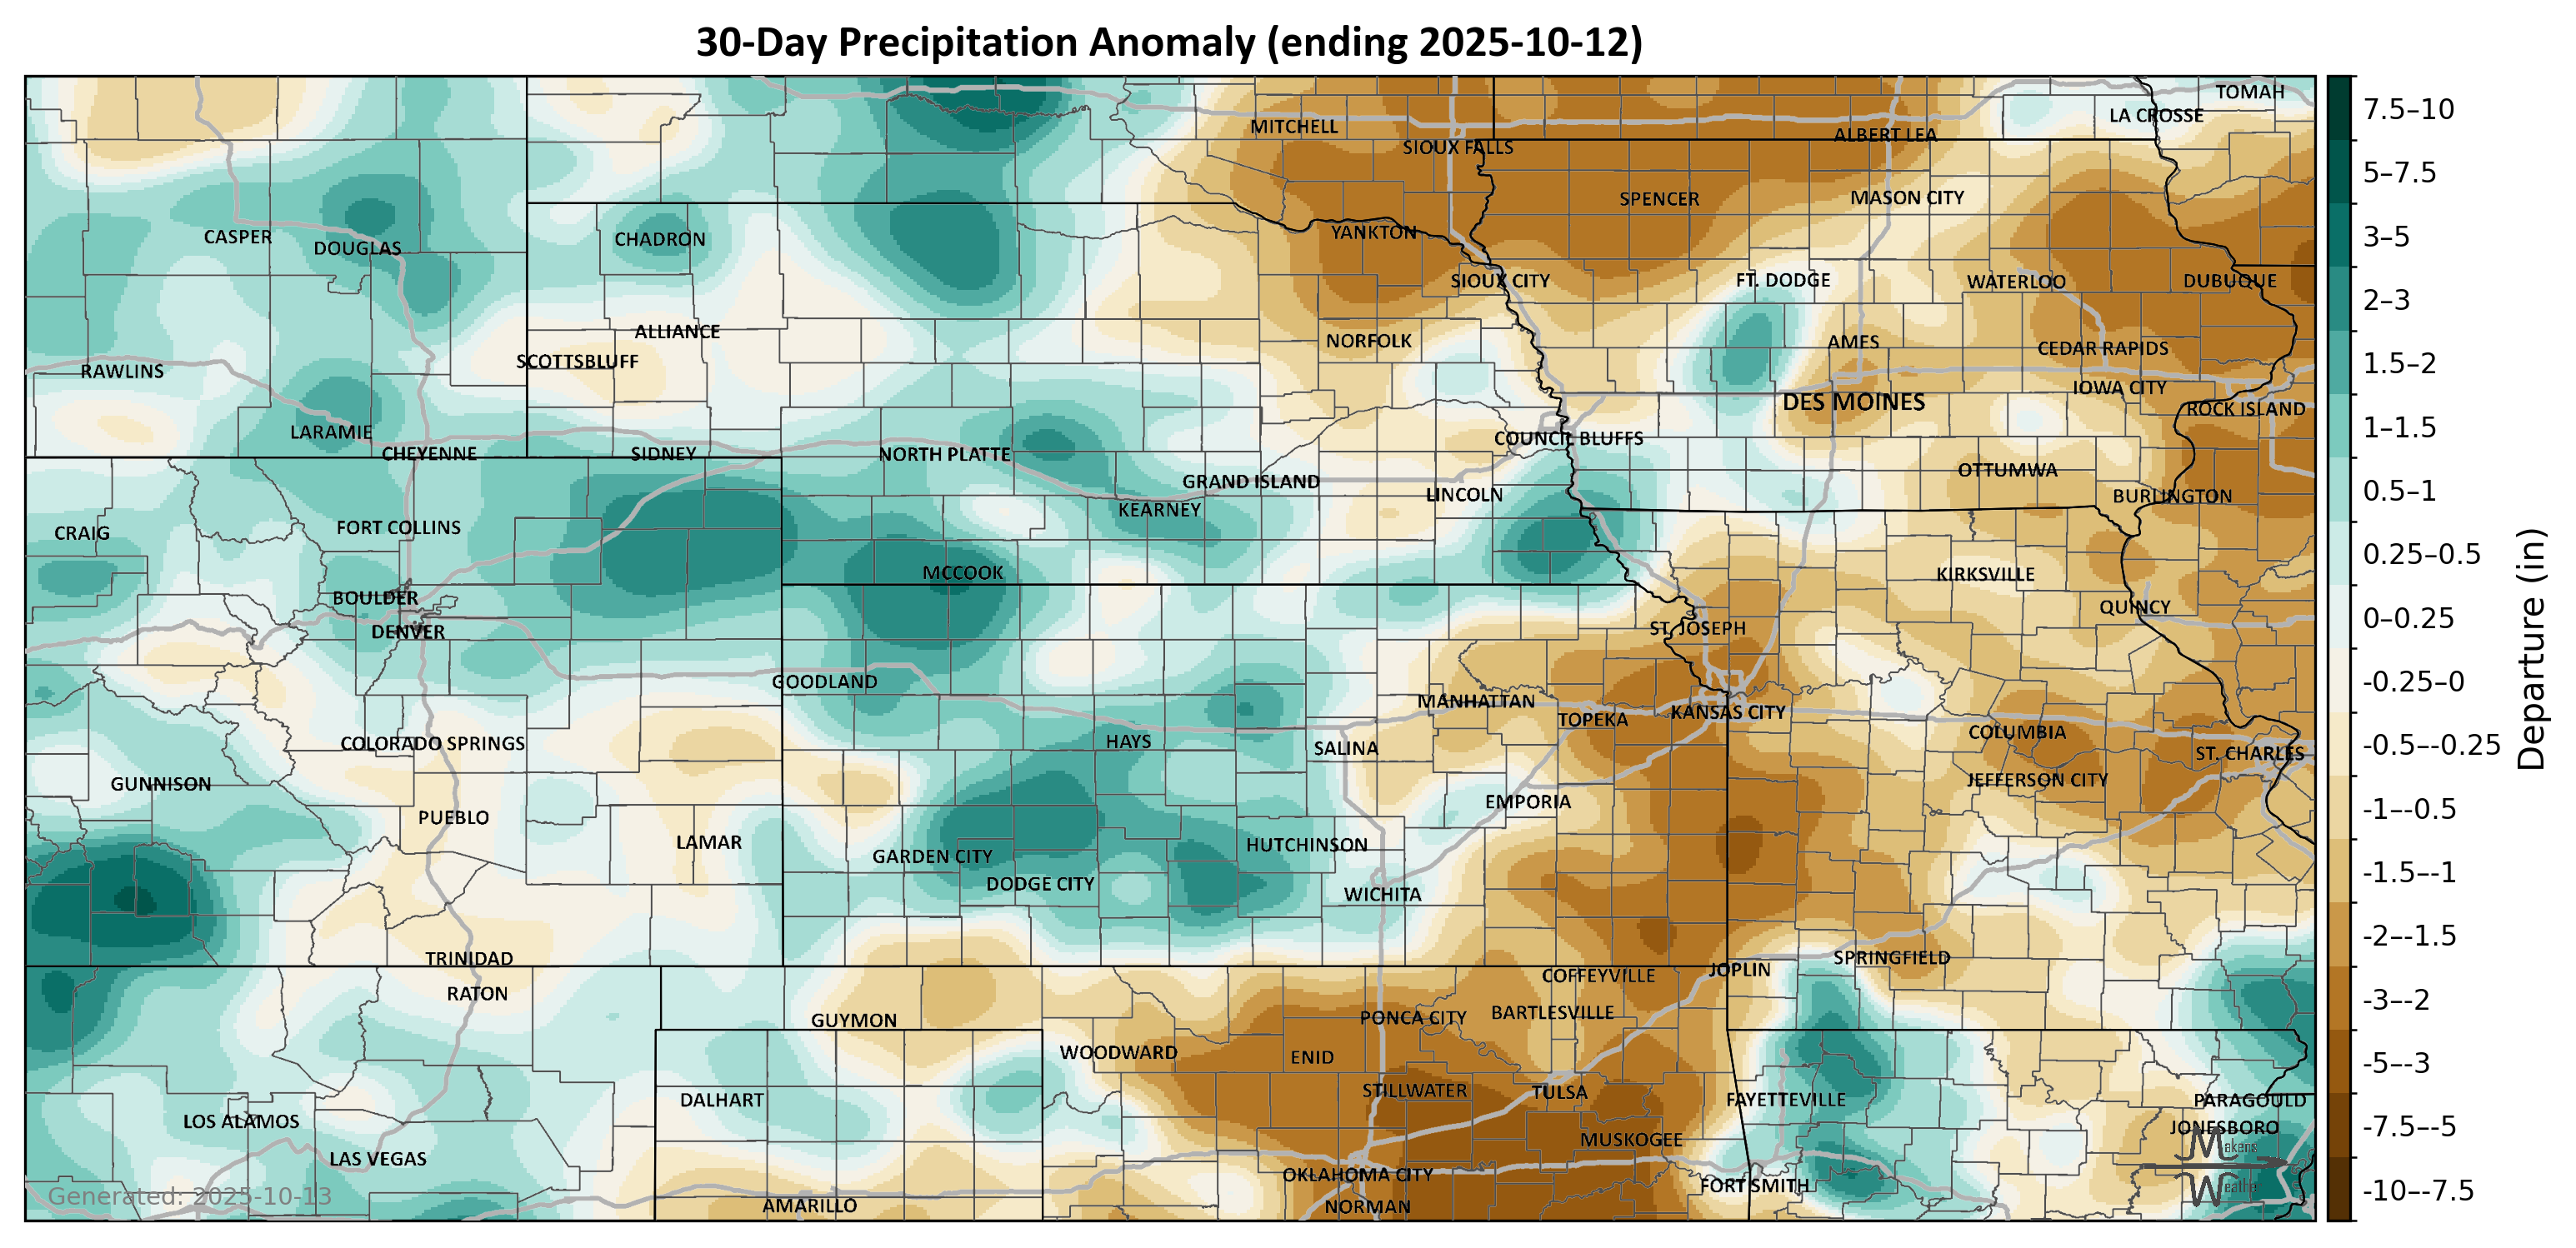 30-Day Precipitation Anomaly (ending 2025-10-12)
TOMAH
LA CROSSE
MITCHELL
ALBERT LEA
SIOUX FALLS
SPENCER
MASON CITY
YANKTON
CASPER
CHADRON
DOUGLAS
SIOUX CITY
FT. DODGE
WATERLOO
DUBUQUE
ALLIANCE
NORFOLK
AMES
CEDAR RAPIDS
SCOTTSBLUFF
RAWLINS
IOWA CITY
DES MOINES
ROCK ISLAND
LARAMIE
COUNCIL BLUFFS
CHEYENNE
SIDNEY
NORTH PLATTE
OTTUMWA
GRAND ISLAND
LINCOLN
BURLINGTON
KEARNEY
CRAIG
FORT COLLINS
MCCOOK
KIRKSVILLE
BOULDER
QUINCY
DENVER
ST. JOSEPH
GOODLAND
MANHATTAN
TOPEKA
KANSAS CITY
COLUMBIA
COLORADO SPRINGS
HAYS
SALINA
ST. CHARLES
GUNNISON
JEFFERSON CITY
EMPORIA
PUEBLO
LAMAR
HUTCHINSON
GARDEN CITY
DODGE CITY
WICHITA
TRINIDAD
SPRINGFIELD
JOPLIN
COFFEYVILLE
RATON
BARTLESVILLE
GUYMON
PONCA CITY
WOODWARD
ENID
STILLWATER
TULSA
DALHART
FAYETTEVILLE
PARAGOULD
LOS ALAMOS
JONESBORO
MUSKOGEE
LAS VEGAS
OKLAHOMA CITY
FORT SMITH
AMARILLO
NORMAN
Generated: 2025-10-13
7.5–10
5–7.5
3–5
2–3
1.5–2
1–1.5
0.5–1
0.25–0.5
0–0.25
-0.25–0
-0.5–-0.25
-1–-0.5
-1.5–-1
-2–-1.5
-3–-2
-5–-3
-7.5–-5
-10–-7.5
Departure (in)